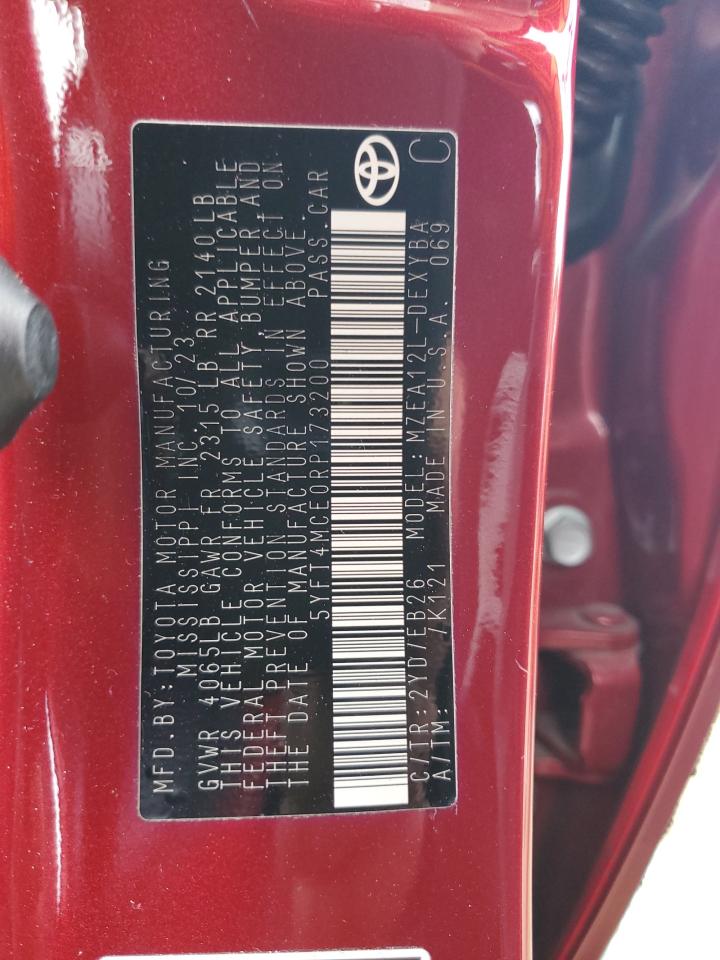 MFD.BY:TOYOTA MOTOR MANUFACTURING
MISSISSIPPI INC.10/23
GVWR 4065LB GAWR FR 2315 LB RR 2140LB
THIS VEHICLE CONFORMS TO ALL APPLICABLE
FEDERAL MOTOR VEHICLE SAFETY, BUMPER,AND
THEFT PREVENTION STANDARDS IN EFFECT ON
THE DATE OF MANUFACTURE SHOWN ABOVE.
5YFT4MCE0RP173200 PASS.CAR
C/TR:2YD/EB26 MODEL:MZEA12L-DEXYBA
A/TM: /K121 MADE IN U.S.A. 069
C